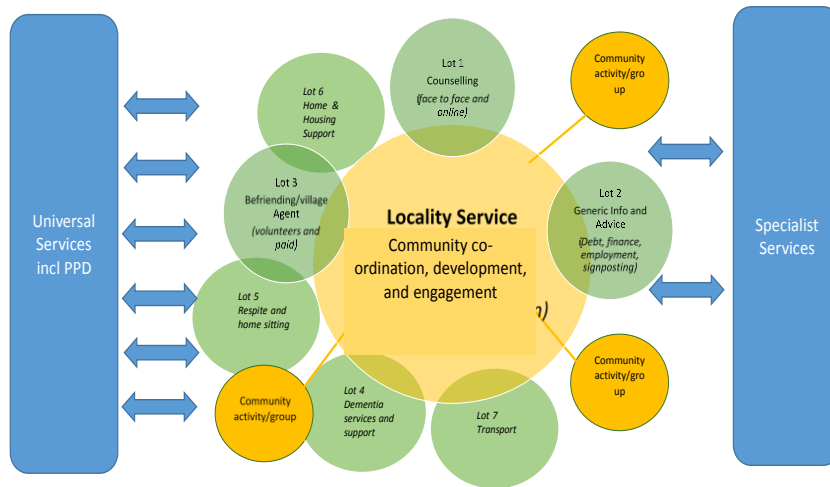 Universal
Services
incl PPD
Lot 6
Home &
Housing
Support
Lot 1
Counselling
(face to face and
online)
Community
activity/gro
up
Lot 3
Befriending/village
Agent
(volunteers and
paid)
Locality Service
Community co-
ordination, development,
and engagement
Lot 2
Generic Info and
Advice
(Debt, finance,
employment,
signposting)
Specialist
Services
Lot 5
Respite and
home sitting
Community
activity/group
Lot 4
Dementia
services and
support
Lot 7
Transport
Community
activity/gro
up